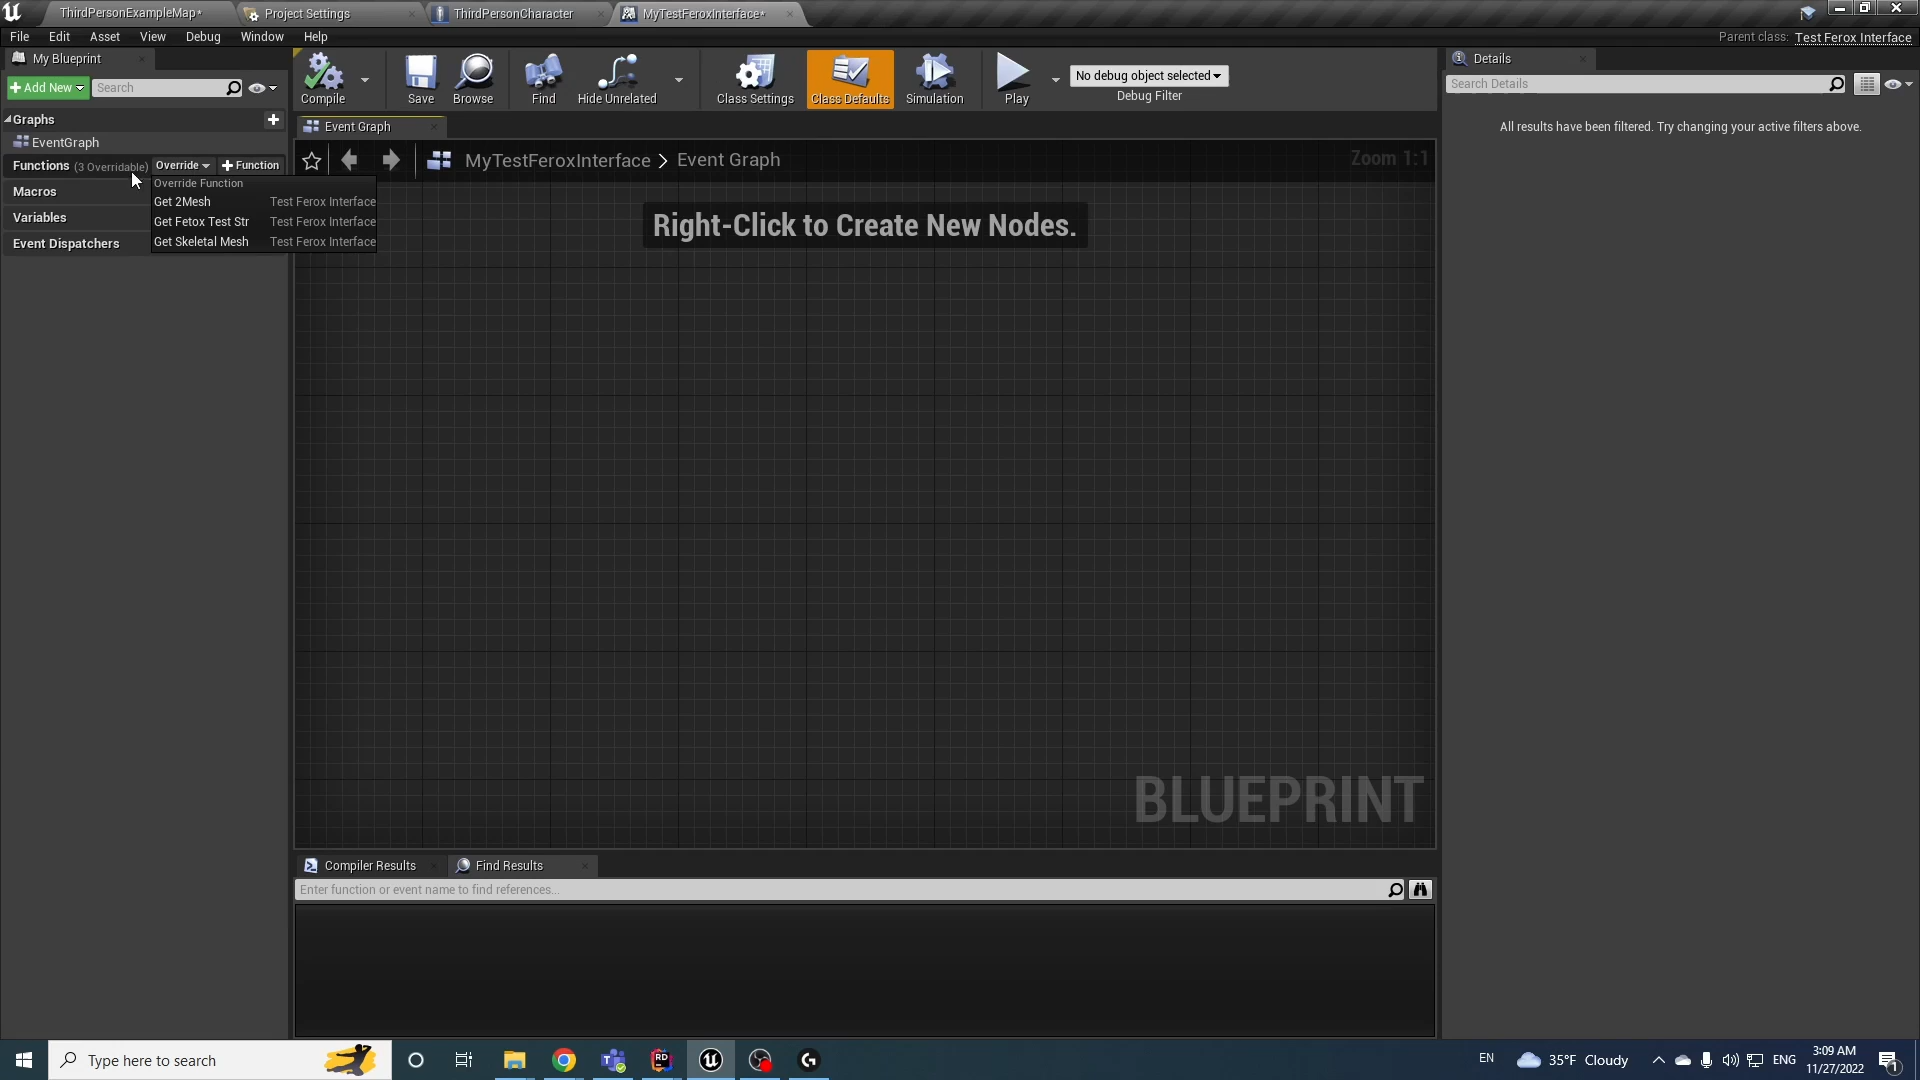 ThirdPersonExampleMap*
Project Settings
ThirdPersonCharacter
MyTestFeroxInterface*
File Edit Asset View Debug Window Help
Parent class: Test Ferox Interface
My Blueprint
Add New
Search
Compile
Save
Browse
Find
Hide Unrelated
Class Settings
Class Defaults
Simulation
Play
No debug object selected
Debug Filter
Details
Search Details
All results have been filtered. Try changing your active filters above.
Graphs
EventGraph
Functions (3 Overridable)
Override
Function
Override Function
Get 2Mesh Test Ferox Interface
Get Fetox Test Str Test Ferox Interface
Get Skeletal Mesh Test Ferox Interface
Macros
Variables
Event Dispatchers
Event Graph
MyTestFeroxInterface > Event Graph
Zoom 1:1
Right-Click to Create New Nodes.
BLUEPRINT
Compiler Results
Find Results
Enter function or event name to find references...
Type here to search
RD
EN
35°F Cloudy
ENG
3:09 AM
11/27/2022
1